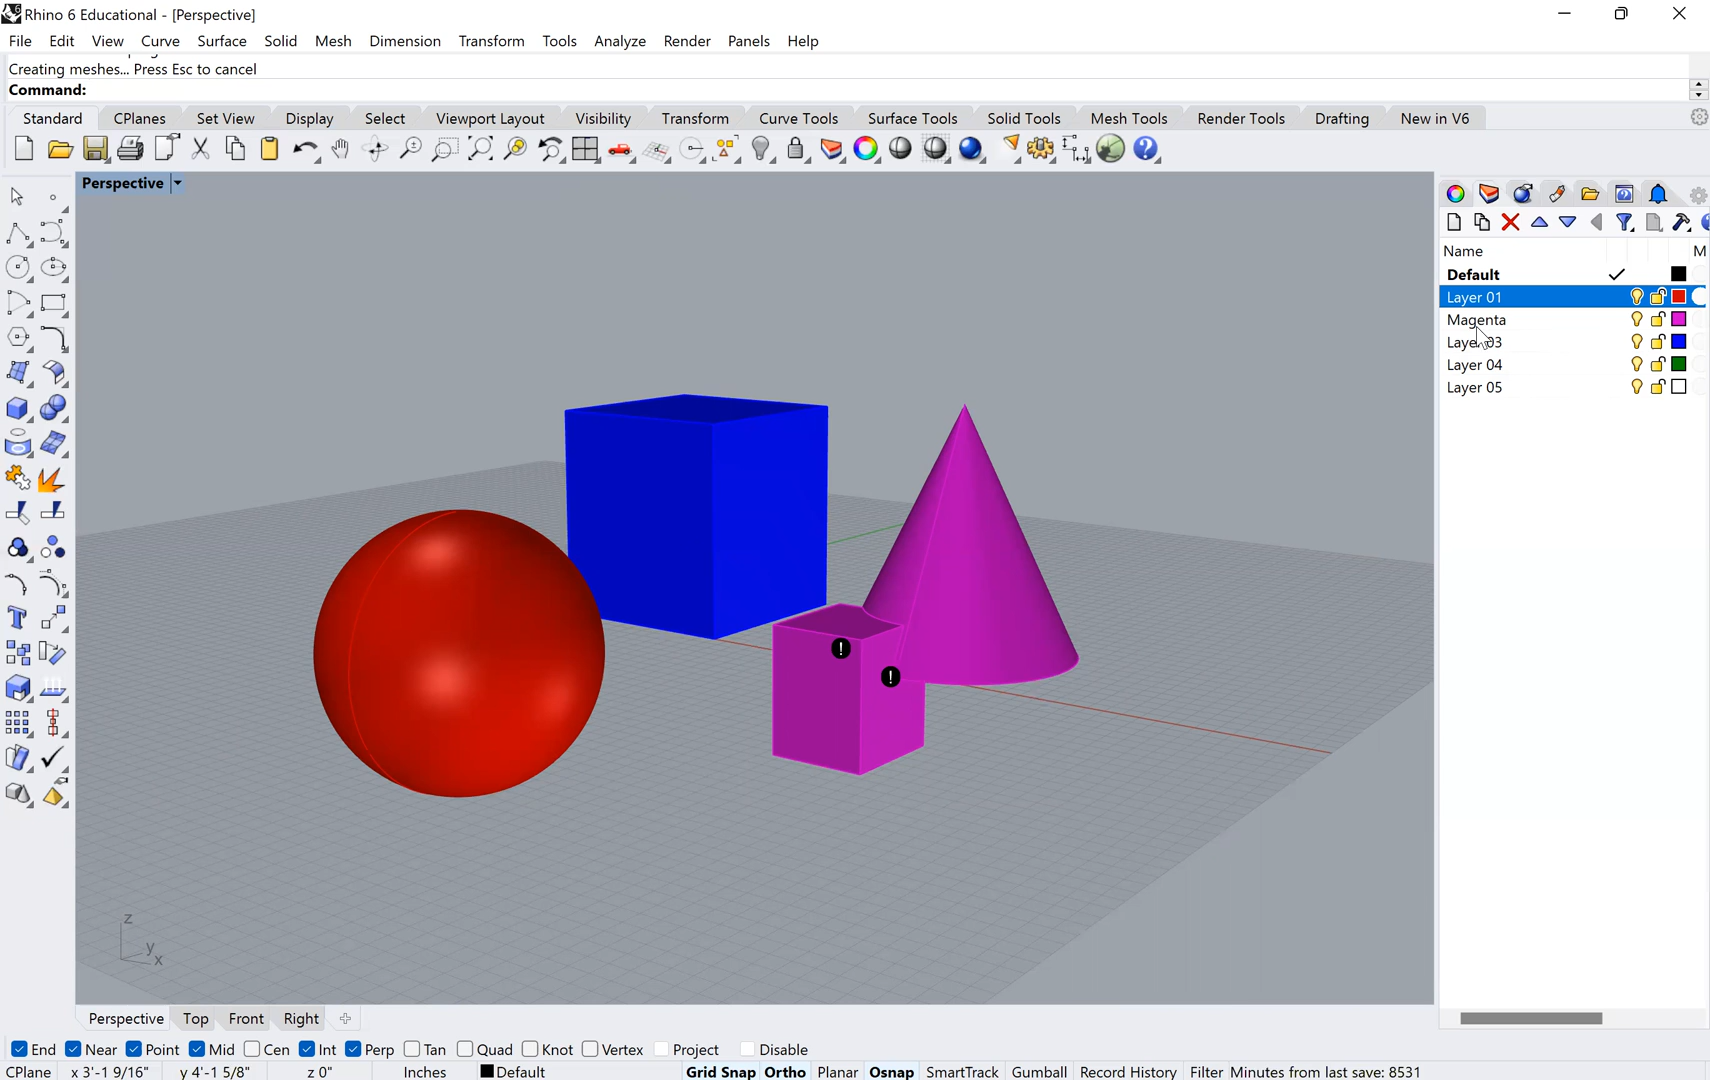 Rhino 6 Educational - [Perspective]
File Edit View Curve Surface Solid Mesh Dimension Transform Tools Analyze Render Panels Help
Creating meshes... Press Esc to cancel
Command:
Standard CPlanes Set View Display Select Viewport Layout Visibility Transform Curve Tools Surface Tools Solid Tools Mesh Tools Render Tools Drafting New in V6
Perspective
Name M
Default
Layer 01
Magenta
Layer 03
Layer 04
Layer 05
!
!
z
y
x
Perspective Top Front Right
End Near Point Mid Cen Int Perp Tan Quad Knot Vertex Project Disable
CPlane x 3'-1 9/16" y 4'-1 5/8" z 0" Inches Default Grid Snap Ortho Planar Osnap SmartTrack Gumball Record History Filter Minutes from last save: 8531